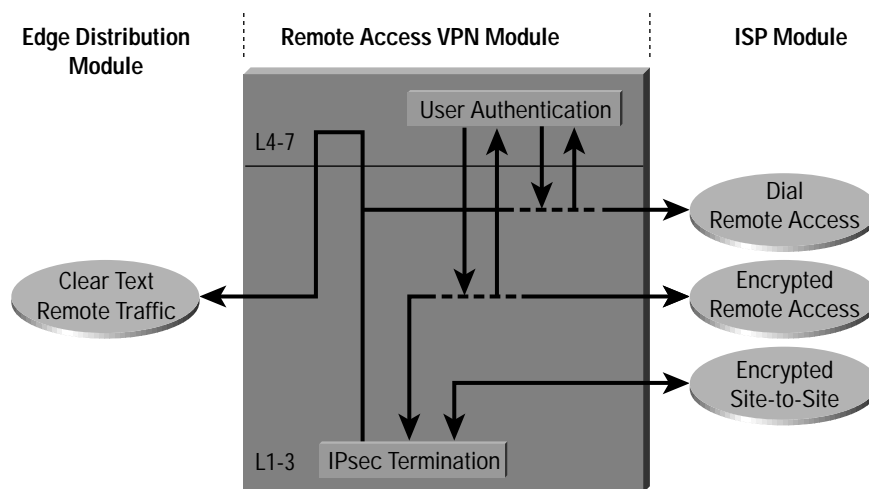 Edge Distribution
Module
Remote Access VPN Module
ISP Module
User Authentication
L4-7
Dial
Remote Access
Clear Text
Remote Traffic
Encrypted
Remote Access
Encrypted
Site-to-Site
L1-3
IPsec Termination